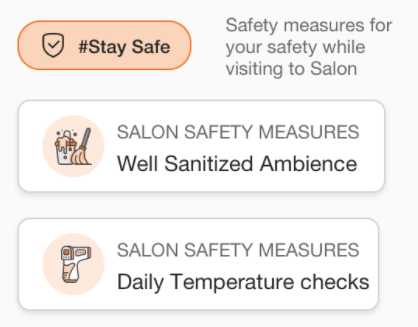 #Stay Safe
Safety measures for
your safety while
visiting to Salon
SALON SAFETY MEASURES
Well Sanitized Ambience
SALON SAFETY MEASURES
Daily Temperature checks